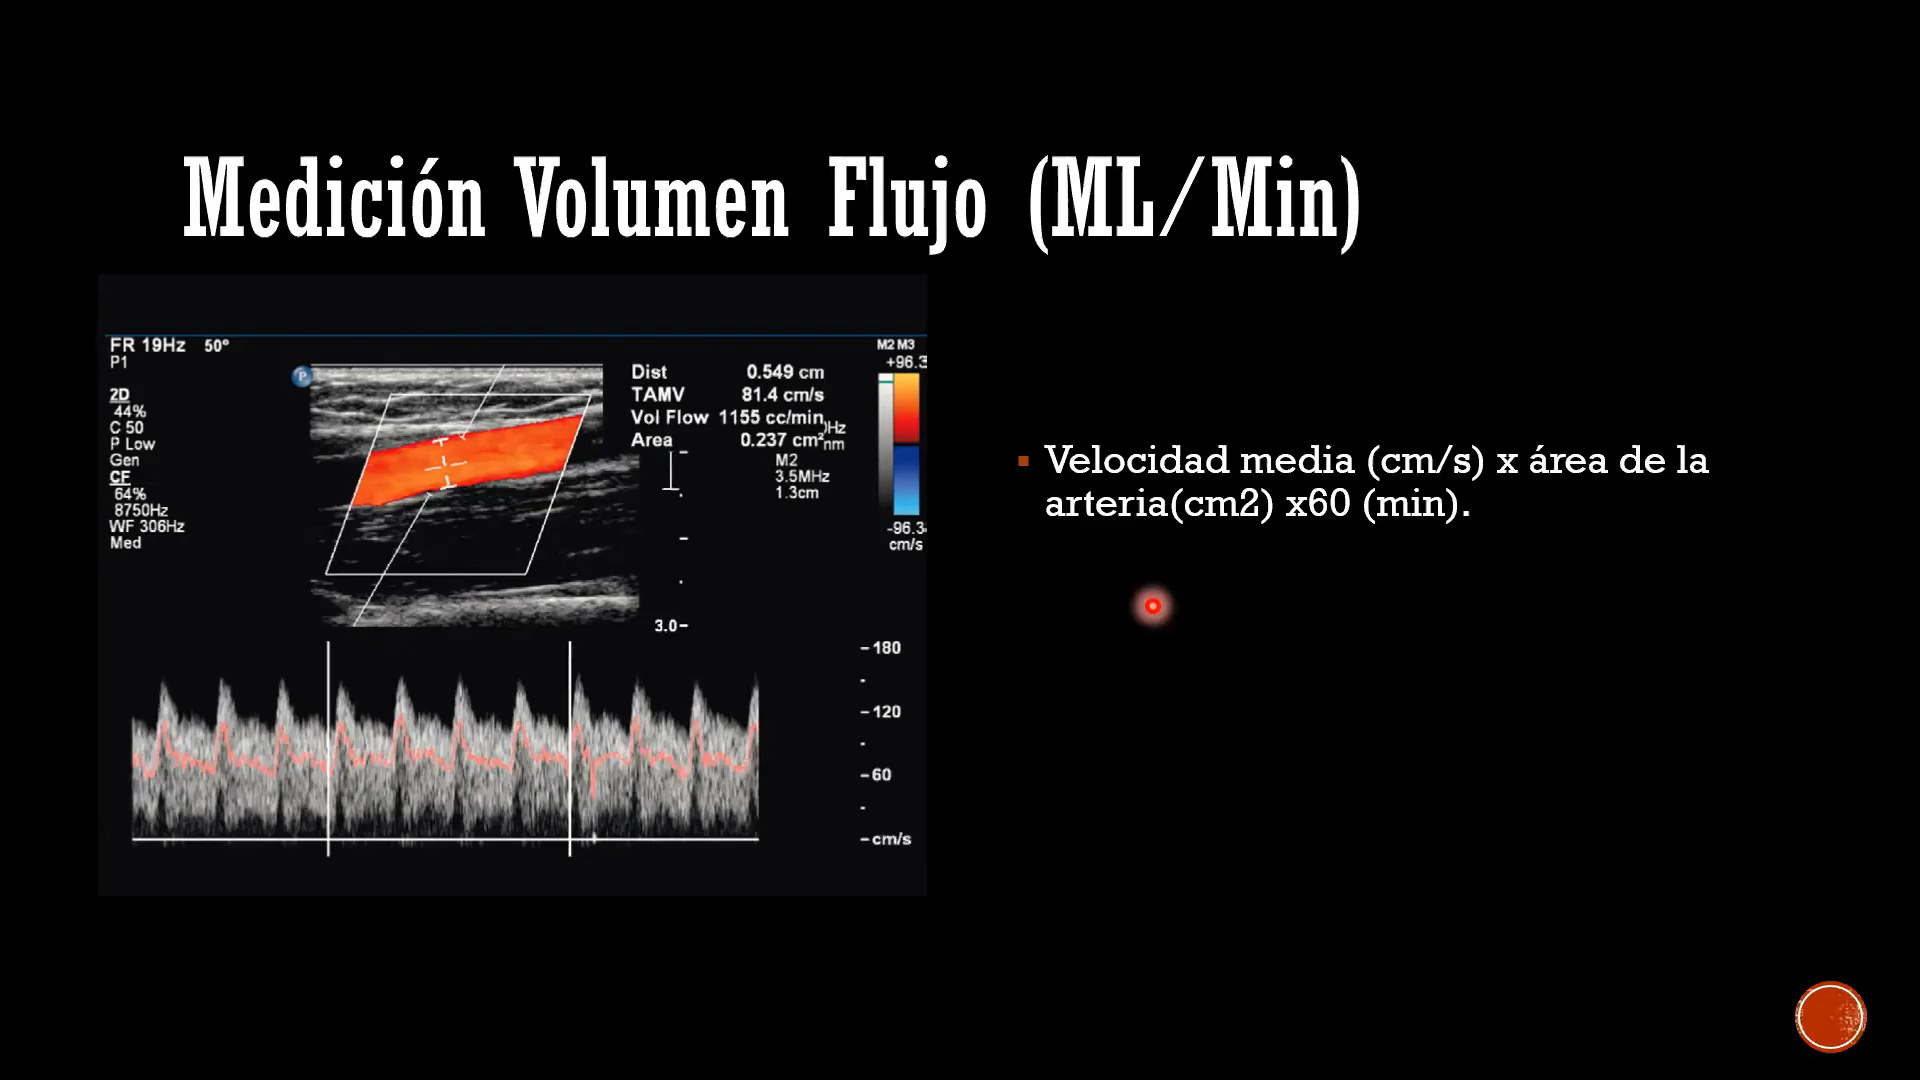 Medición Volumen Flujo (ML/Min)
FR 19Hz 50°
P1
2D
44%
C 50
P Low
Gen
CF
64%
8750Hz
WF 306Hz
Med
P
Dist 0.549 cm
TAMV 81.4 cm/s
Vol Flow 1155 cc/min
Area 0.237 cm²
M2
3.5MHz
1.3cm
M2 M3
+96.3
-96.3
cm/s
3.0
180
120
60
cm/s
Velocidad media (cm/s) x área de la
arteria(cm2) x60 (min).